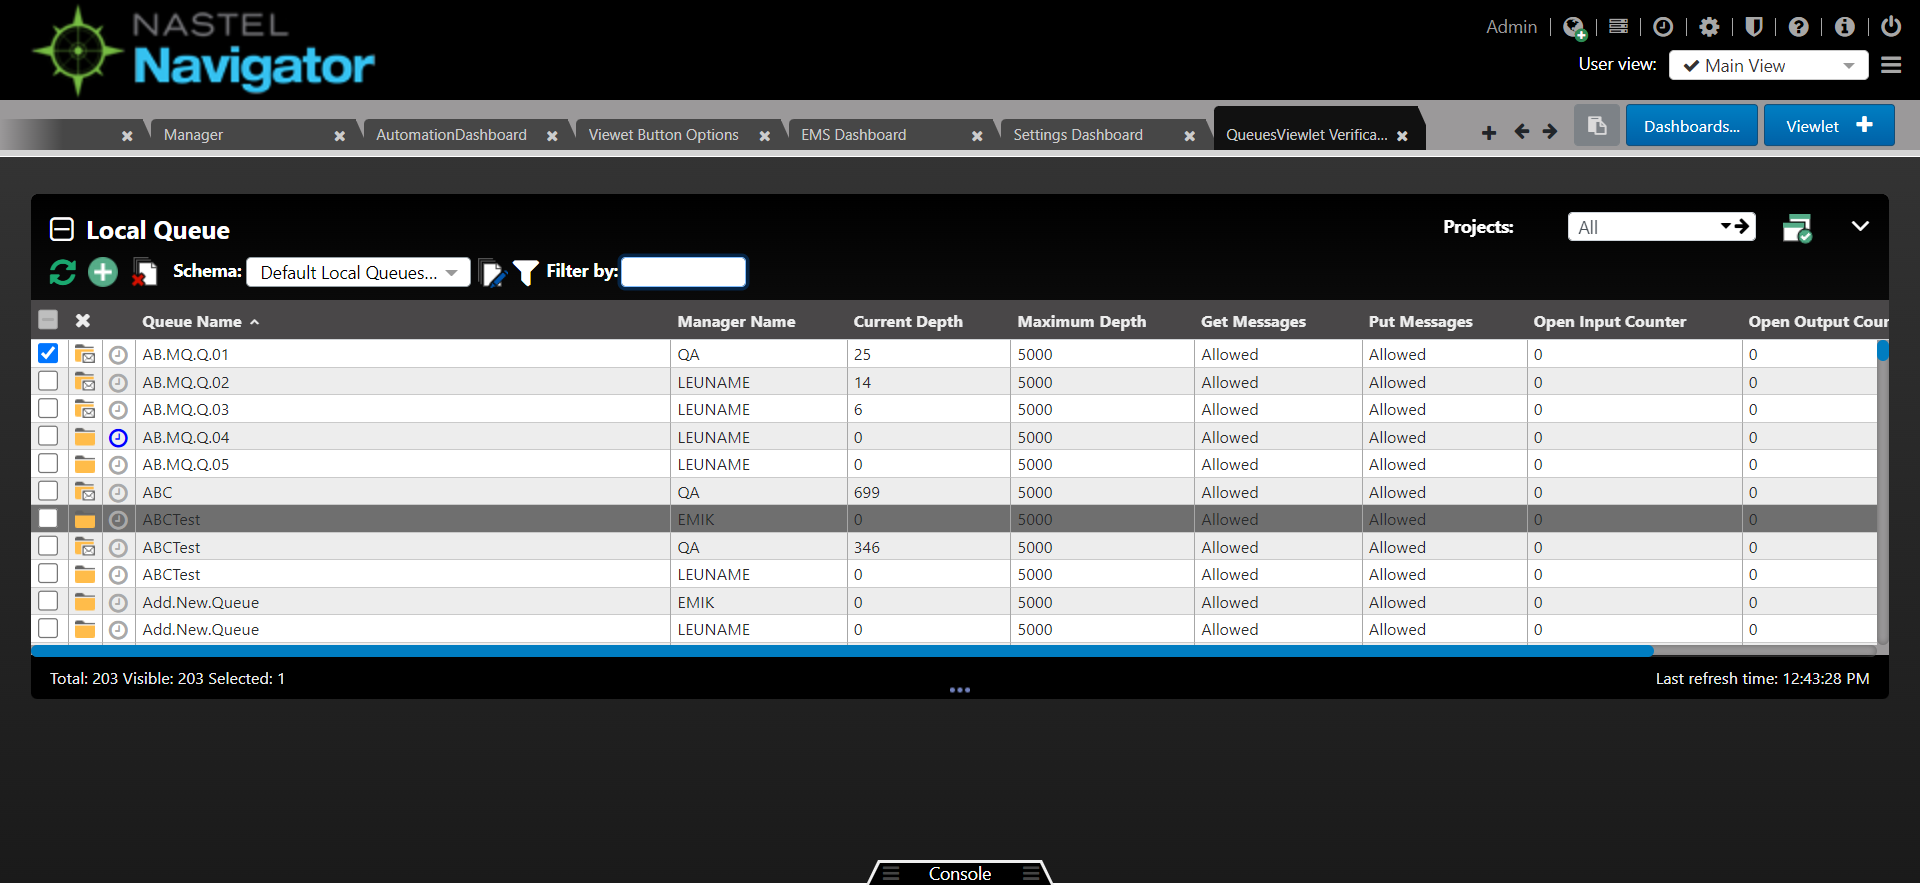 NASTEL
Navigator
Admin
User view: Main View
Manager AutomationDashboard Viewet Button Options EMS Dashboard Settings Dashboard QueuesViewlet Verifica... Dashboards... Viewlet
Local Queue Projects: All
Schema: Default Local Queues... Filter by:
Queue Name Manager Name Current Depth Maximum Depth Get Messages Put Messages Open Input Counter Open Output Coun
AB.MQ.Q.01 QA 25 5000 Allowed Allowed 0 0
AB.MQ.Q.02 LEUNAME 14 5000 Allowed Allowed 0 0
AB.MQ.Q.03 LEUNAME 6 5000 Allowed Allowed 0 0
AB.MQ.Q.04 LEUNAME 0 5000 Allowed Allowed 0 0
AB.MQ.Q.05 LEUNAME 0 5000 Allowed Allowed 0 0
ABC QA 699 5000 Allowed Allowed 0 0
ABCTest EMIK 0 5000 Allowed Allowed 0 0
ABCTest QA 346 5000 Allowed Allowed 0 0
ABCTest LEUNAME 0 5000 Allowed Allowed 0 0
Add.New.Queue EMIK 0 5000 Allowed Allowed 0 0
Add.New.Queue LEUNAME 0 5000 Allowed Allowed 0 0
Total: 203 Visible: 203 Selected: 1 Last refresh time: 12:43:28 PM
Console